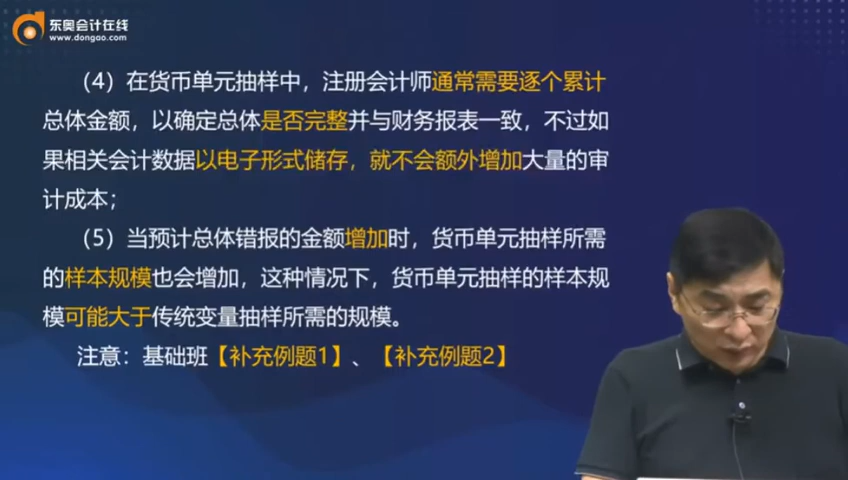 东奥会计在线
www.dongao.com
（4）在货币单元抽样中，注册会计师通常需要逐个累计
总体金额，以确定总体是否完整并与财务报表一致，不过如
果相关会计数据以电子形式储存，就不会额外增加大量的审
计成本；
（5）当预计总体错报的金额增加时，货币单元抽样所需
的样本规模也会增加，这种情况下，货币单元抽样的样本规
模可能大于传统变量抽样所需的规模。
注意：基础班【补充例题1】、【补充例题2】